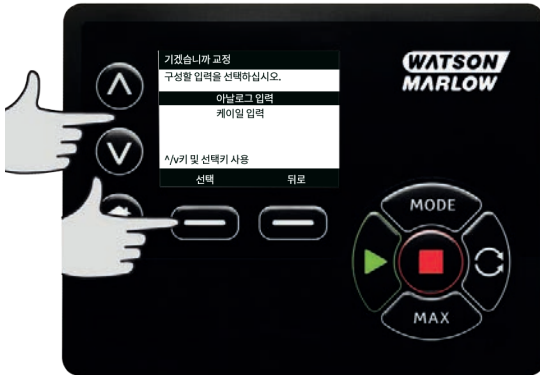 기겠습니까 교정
구성할 입력을 선택하십시오.
아날로그 입력
케이일 입력
^/v키 및 선택키 사용
선택 뒤로
WATSON
MARLOW
MODE
MAX